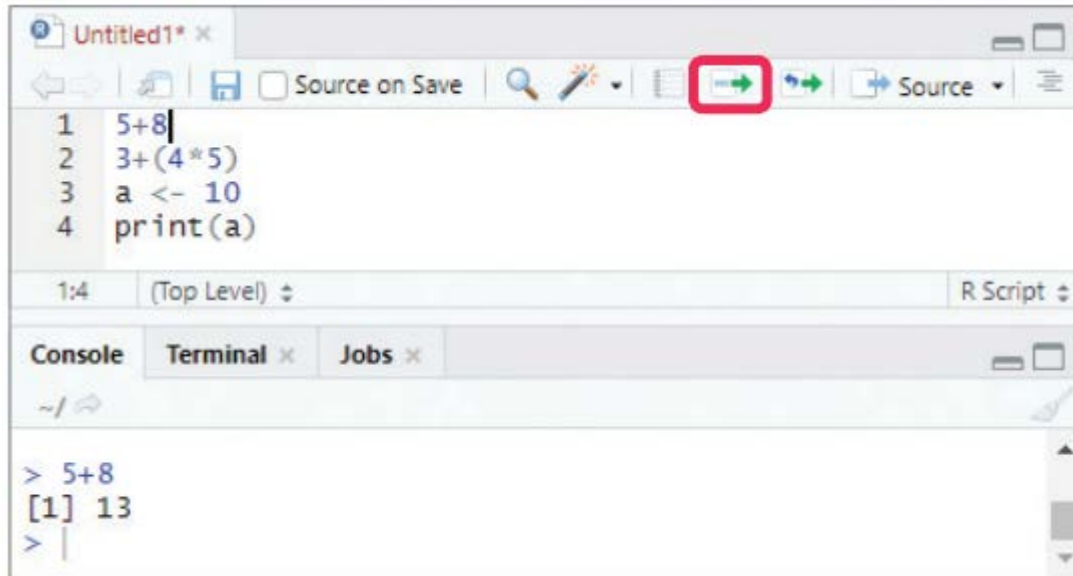 Untitled1*
Source on Save Source
1 5+8
2 3+(4*5)
3 a <- 10
4 print(a)
1:4 (Top Level) R Script
Console Terminal Jobs
~/
> 5+8
[1] 13
>